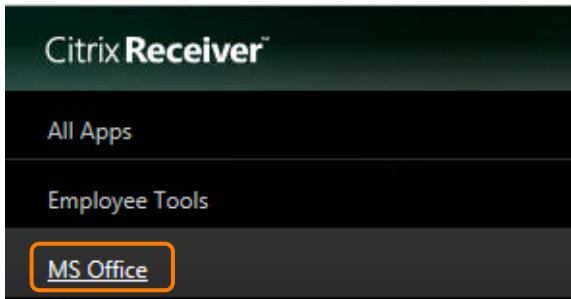 Citrix Receiver™
All Apps
Employee Tools
MS Office